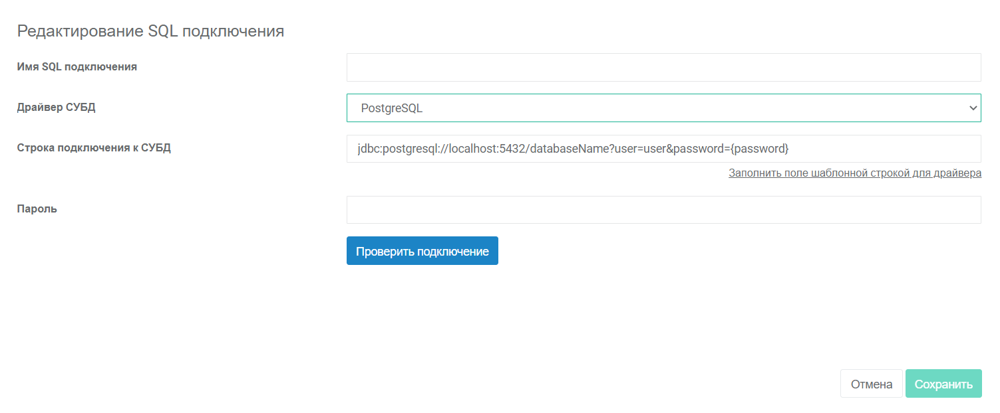 Редактирование SQL подключения
Имя SQL подключения
Драйвер СУБД
PostgreSQL
Строка подключения к СУБД
jdbc:postgresql://localhost:5432/databaseName?user=user&password={password}
Заполнить поле шаблонной строкой для драйвера
Пароль
Проверить подключение
Отмена
Сохранить